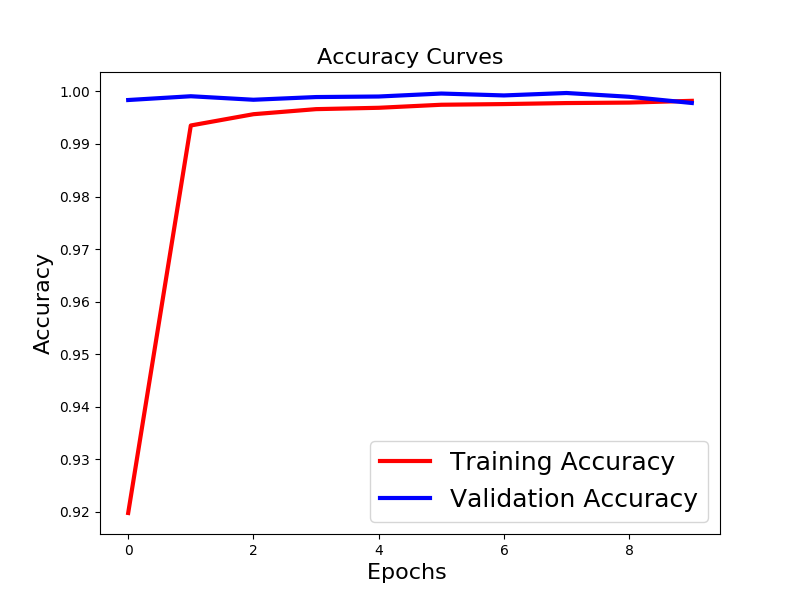 Accuracy Curves
Accuracy
1.00
0.99
0.98
0.97
0.96
0.95
0.94
0.93
0.92
0 2 4 6 8
Epochs
Training Accuracy
Validation Accuracy